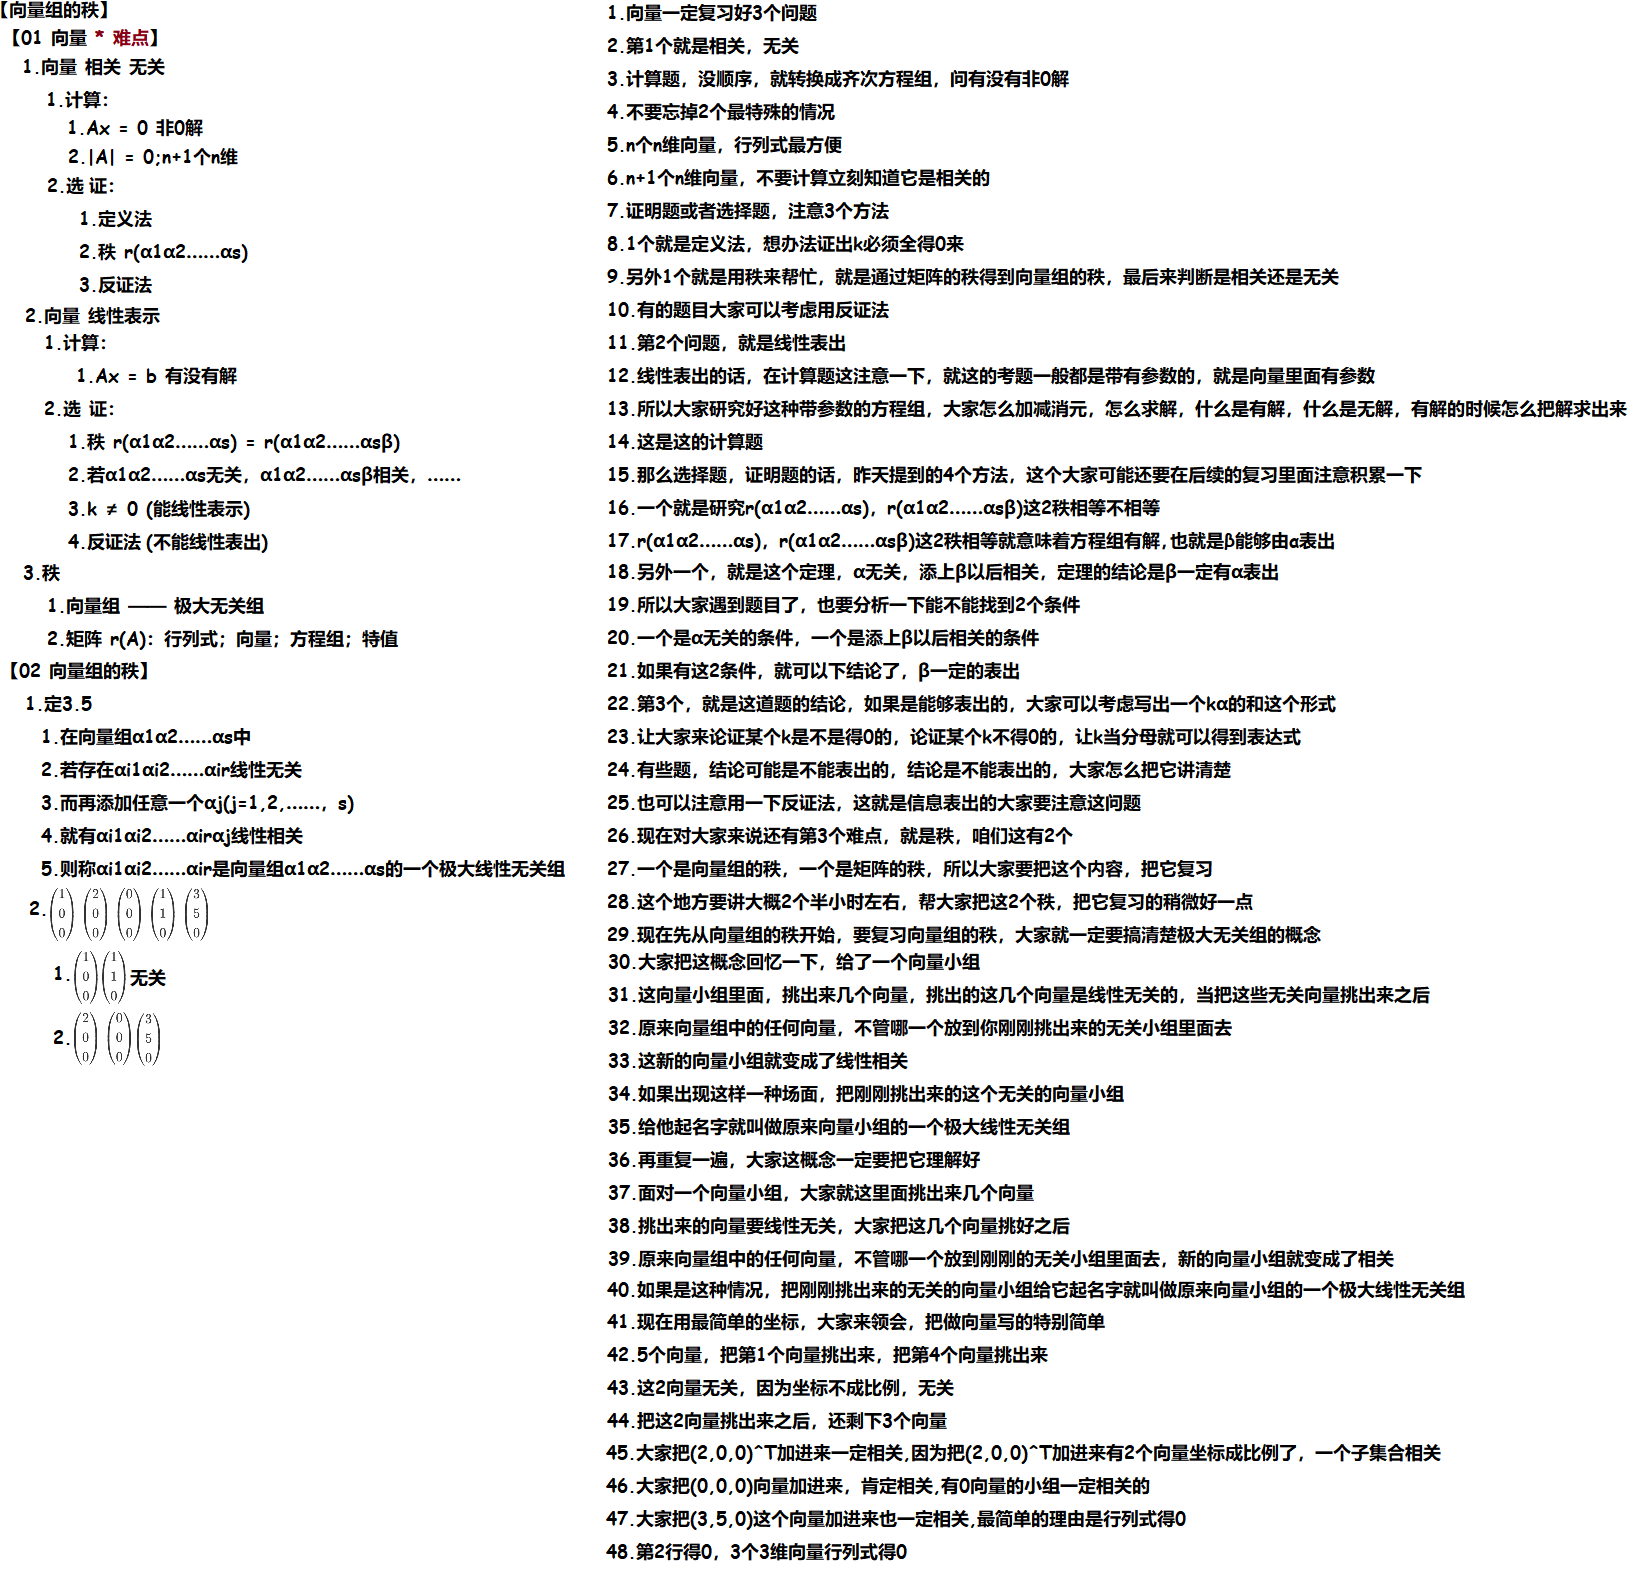 【向量组的秩】
【01 向量 * 难点】
1.向量 相关 无关
1.计算：
1.Ax = 0 非0解
2.|A| = 0;n+1个n维
2.选 证：
1.定义法
2.秩 r(α1α2……αs)
3.反证法
2.向量 线性表示
1.计算：
1.Ax = b 有没有解
2.选 证：
1.秩 r(α1α2……αs) = r(α1α2……αsβ)
2.若α1α2……αs无关，α1α2……αsβ相关，……
3.k ≠ 0 (能线性表示)
4.反证法 (不能线性表出)
3.秩
1.向量组 —— 极大无关组
2.矩阵 r(A)：行列式；向量；方程组；特值
【02 向量组的秩】
1.定3.5
1.在向量组α1α2……αs中
2.若存在αi1αi2……αir线性无关
3.而再添加任意一个αj(j=1,2,……，s)
4.就有αi1αi2……αirαj线性相关
5.则称αi1αi2……αir是向量组α1α2……αs的一个极大线性无关组
2.(1 0 0) (2 0 0) (0 0 0) (1 1 0) (3 5 0)
1.(1 0 0) (1 1 0) 无关
2.(2 0 0) (0 0 0) (3 5 0)
1.向量一定复习好3个问题
2.第1个就是相关，无关
3.计算题，没顺序，就转换成齐次方程组，问有没有非0解
4.不要忘掉2个最特殊的情况
5.n个n维向量，行列式最方便
6.n+1个n维向量，不要计算立刻知道它是相关的
7.证明题或者选择题，注意3个方法
8.1个就是定义法，想办法证出k必须全得0来
9.另外1个就是用秩来帮忙，就是通过矩阵的秩得到向量组的秩，最后来判断是相关还是无关
10.有的题目大家可以考虑用反证法
11.第2个问题，就是线性表出
12.线性表出的话，在计算题这注意一下，就这的考题一般都是带有参数的，就是向量里面有参数
13.所以大家研究好这种带参数的方程组，大家怎么加减消元，怎么求解，什么是有解，什么是无解，有解的时候怎么把解求出来
14.这是这的计算题
15.那么选择题，证明题的话，昨天提到的4个方法，这个大家可能还要在后续的复习里面注意积累一下
16.一个就是研究r(α1α2……αs)，r(α1α2……αsβ)这2秩相等不相等
17.r(α1α2……αs)，r(α1α2……αsβ)这2秩相等就意味着方程组有解,也就是β能够由α表出
18.另外一个，就是这个定理，α无关，添上β以后相关，定理的结论是β一定有α表出
19.所以大家遇到题目了，也要分析一下能不能找到2个条件
20.一个是α无关的条件，一个是添上β以后相关的条件
21.如果有这2条件，就可以下结论了，β一定的表出
22.第3个，就是这道题的结论，如果是能够表出的，大家可以考虑写出一个kα的和这个形式
23.让大家来论证某个k是不是得0的，论证某个k不得0的，让k当分母就可以得到表达式
24.有些题，结论可能是不能表出的，结论是不能表出的，大家怎么把它讲清楚
25.也可以注意用一下反证法，这就是信息表出的大家要注意这问题
26.现在对大家来说还有第3个难点，就是秩，咱们这有2个
27.一个是向量组的秩，一个是矩阵的秩，所以大家要把这个内容，把它复习
28.这个地方要讲大概2个半小时左右，帮大家把这2个秩，把它复习的稍微好一点
29.现在先从向量组的秩开始，要复习向量组的秩，大家就一定要搞清楚极大无关组的概念
30.大家把这概念回忆一下，给了一个向量小组
31.这向量小组里面，挑出来几个向量，挑出的这几个向量是线性无关的，当把这些无关向量挑出来之后
32.原来向量组中的任何向量，不管哪一个放到你刚刚挑出来的无关小组里面去
33.这新的向量小组就变成了线性相关
34.如果出现这样一种场面，把刚刚挑出来的这个无关的向量小组
35.给他起名字就叫做原来向量小组的一个极大线性无关组
36.再重复一遍，大家这概念一定要把它理解好
37.面对一个向量小组，大家就这里面挑出来几个向量
38.挑出来的向量要线性无关，大家把这几个向量挑好之后
39.原来向量组中的任何向量，不管哪一个放到刚刚的无关小组里面去，新的向量小组就变成了相关
40.如果是这种情况，把刚刚挑出来的无关的向量小组给它起名字就叫做原来向量小组的一个极大线性无关组
41.现在用最简单的坐标，大家来领会，把做向量写的特别简单
42.5个向量，把第1个向量挑出来，把第4个向量挑出来
43.这2向量无关，因为坐标不成比例，无关
44.把这2向量挑出来之后，还剩下3个向量
45.大家把(2,0,0)^T加进来一定相关,因为把(2,0,0)^T加进来有2个向量坐标成比例了，一个子集合相关
46.大家把(0,0,0)向量加进来，肯定相关,有0向量的小组一定相关的
47.大家把(3,5,0)这个向量加进来也一定相关,最简单的理由是行列式得0
48.第2行得0，3个3维向量行列式得0